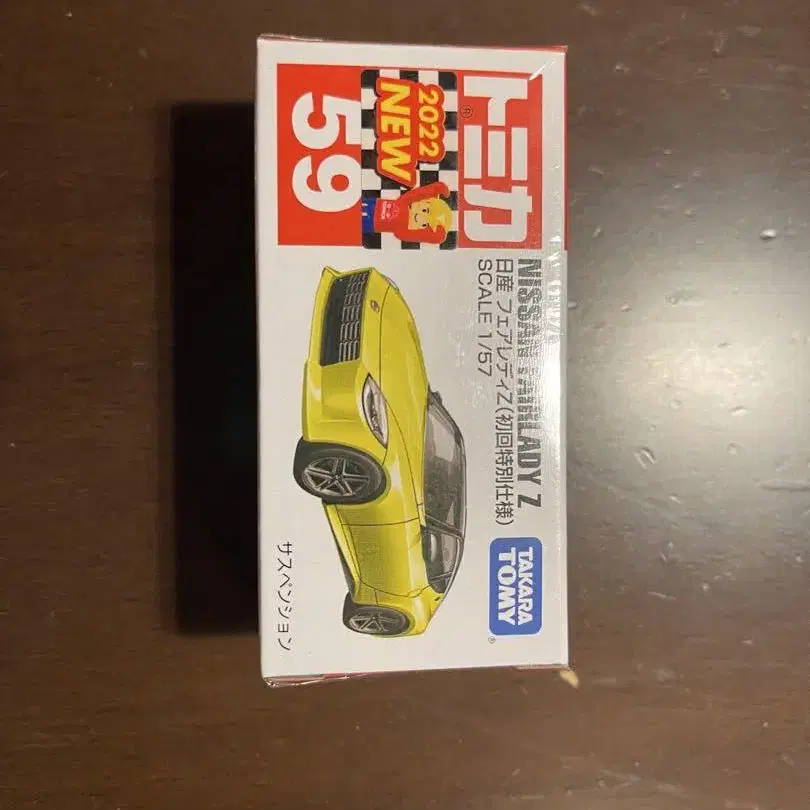 トミカ®
2022
NEW
59
NISSAN FAIRLADY Z
日産 フェアレディZ(初回特別仕様)
SCALE 1/57
TAKARA
TOMY®
サスペンション